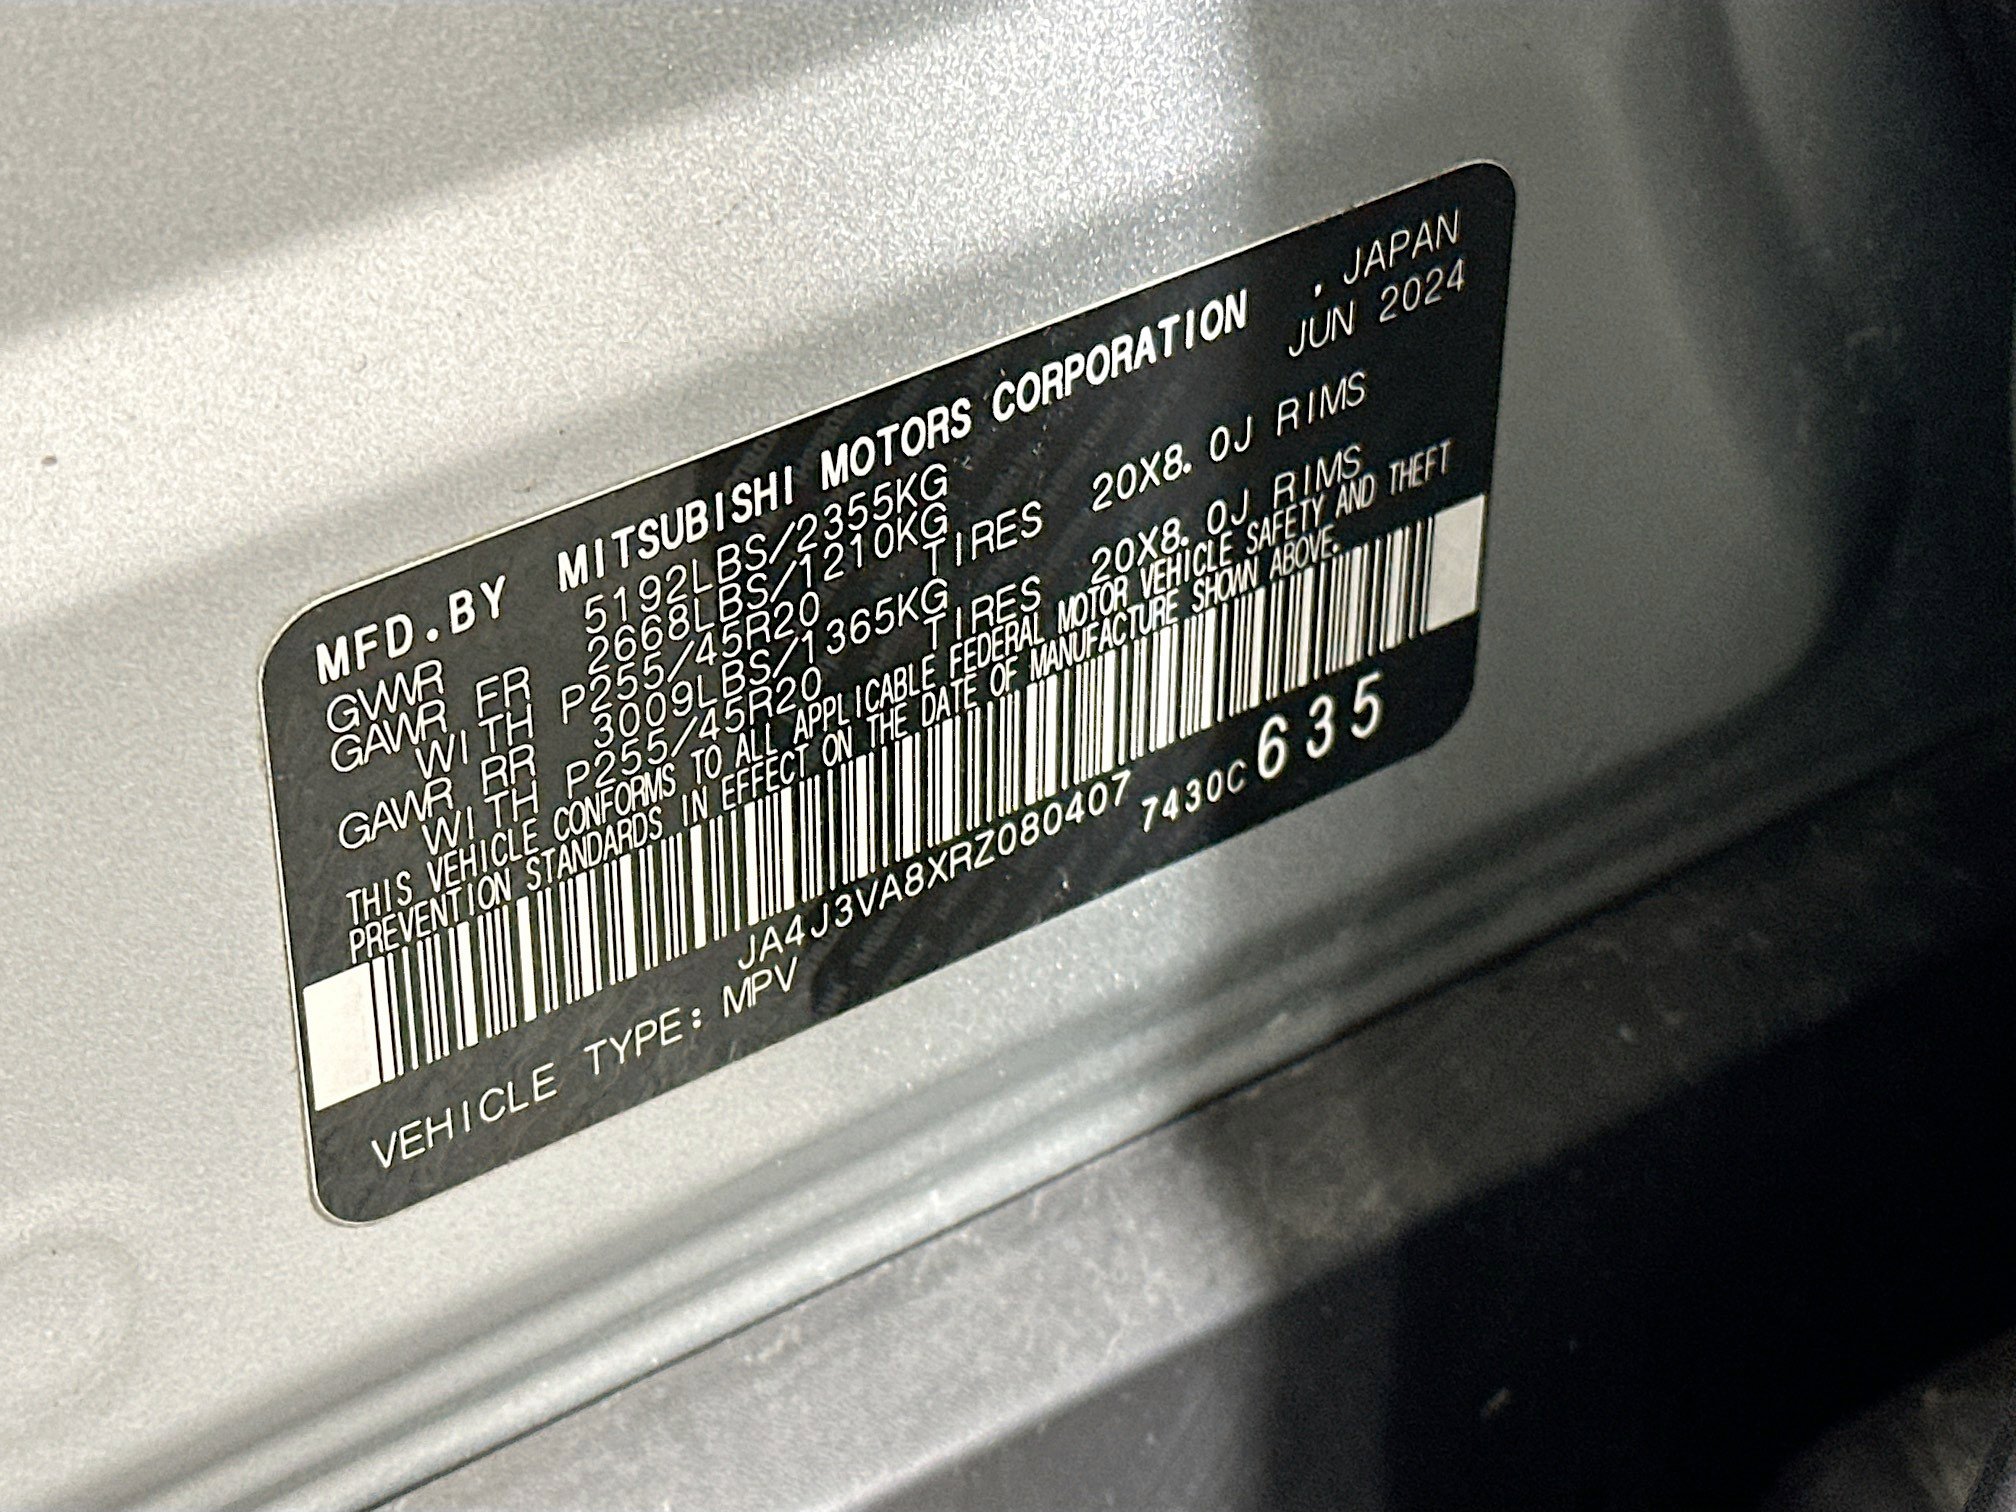 MFD.BY MITSUBISHI MOTORS CORPORATION , JAPAN
GVWR 5192LBS/2355KG JUN 2024
GAWR FR 2668LBS/1210KG
WITH P255/45R20 TIRES 20X8.0J RIMS
GAWR RR 3009LBS/1365KG
WITH P255/45R20 TIRES 20X8.0J RIMS
THIS VEHICLE CONFORMS TO ALL APPLICABLE FEDERAL MOTOR VEHICLE SAFETY AND THEFT
PREVENTION STANDARDS IN EFFECT ON THE DATE OF MANUFACTURE SHOWN ABOVE.
JA4J3VA8XRZ080407 7430C635
VEHICLE TYPE: MPV